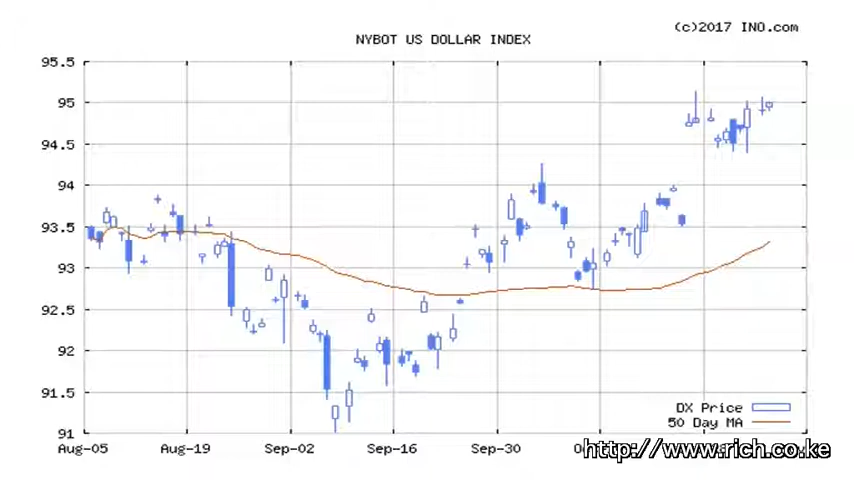 (c)2017 INO.com
NYBOT US DOLLAR INDEX
95.5
95
94.5
94
93.5
93
92.5
92
91.5
91
DX Price
50 Day MA
Aug-05 Aug-19 Sep-02 Sep-16 Sep-30
http://www.rich.co.ke